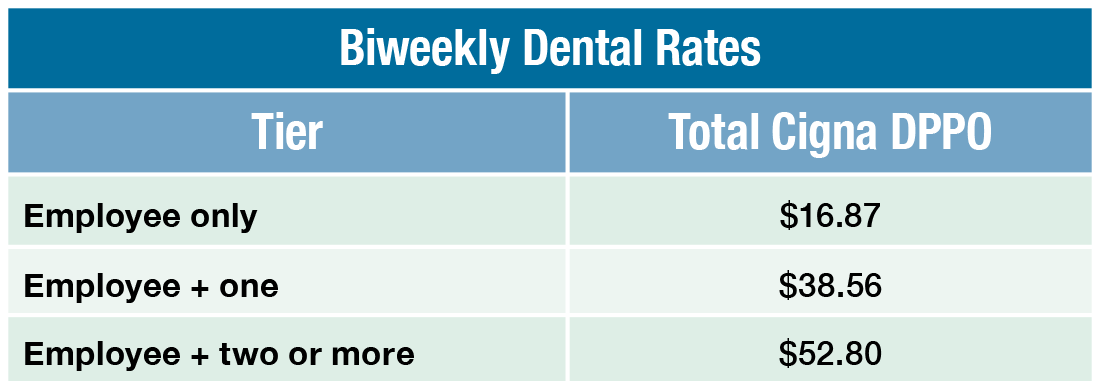 Biweekly Dental Rates
Tier Total Cigna DPPO
Employee only $16.87
Employee + one $38.56
Employee + two or more $52.80